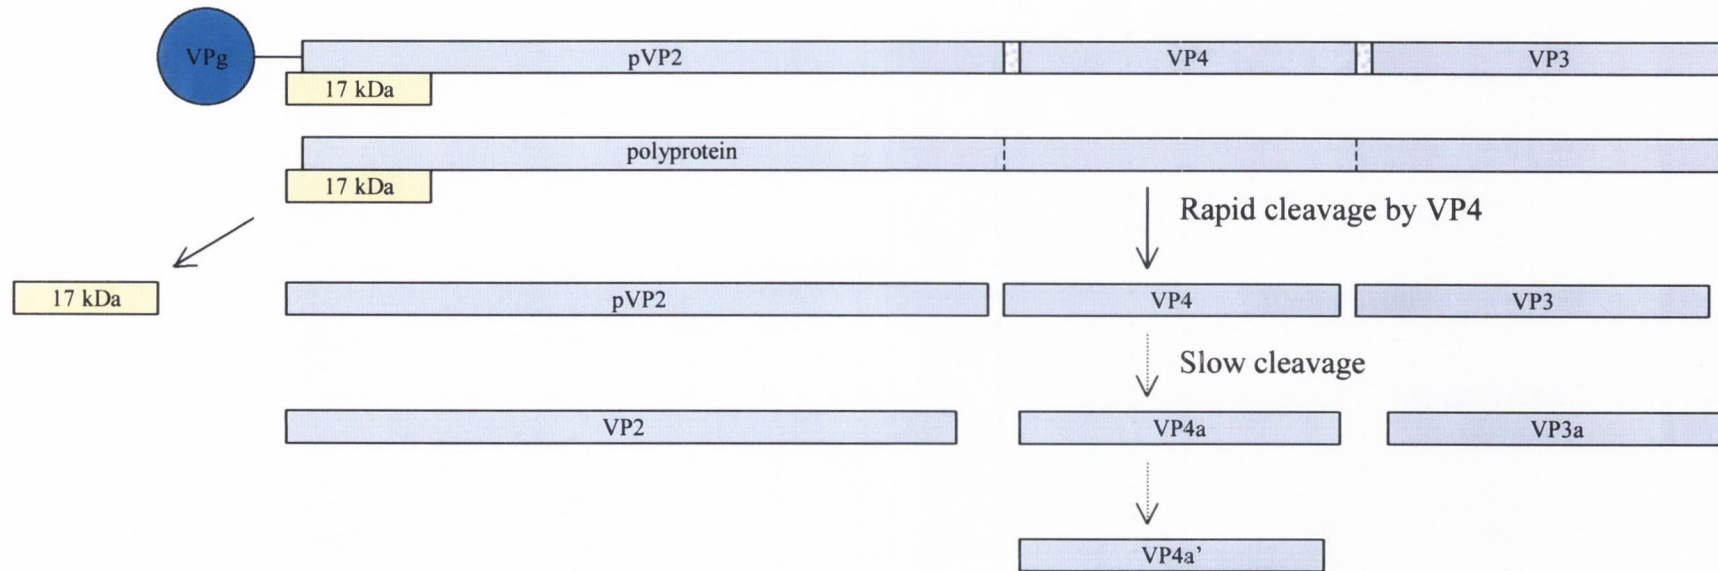 VPg
pVP2
VP4
VP3
17 kDa
polyprotein
17 kDa
Rapid cleavage by VP4
17 kDa
pVP2
VP4
VP3
Slow cleavage
VP2
VP4a
VP3a
VP4a’